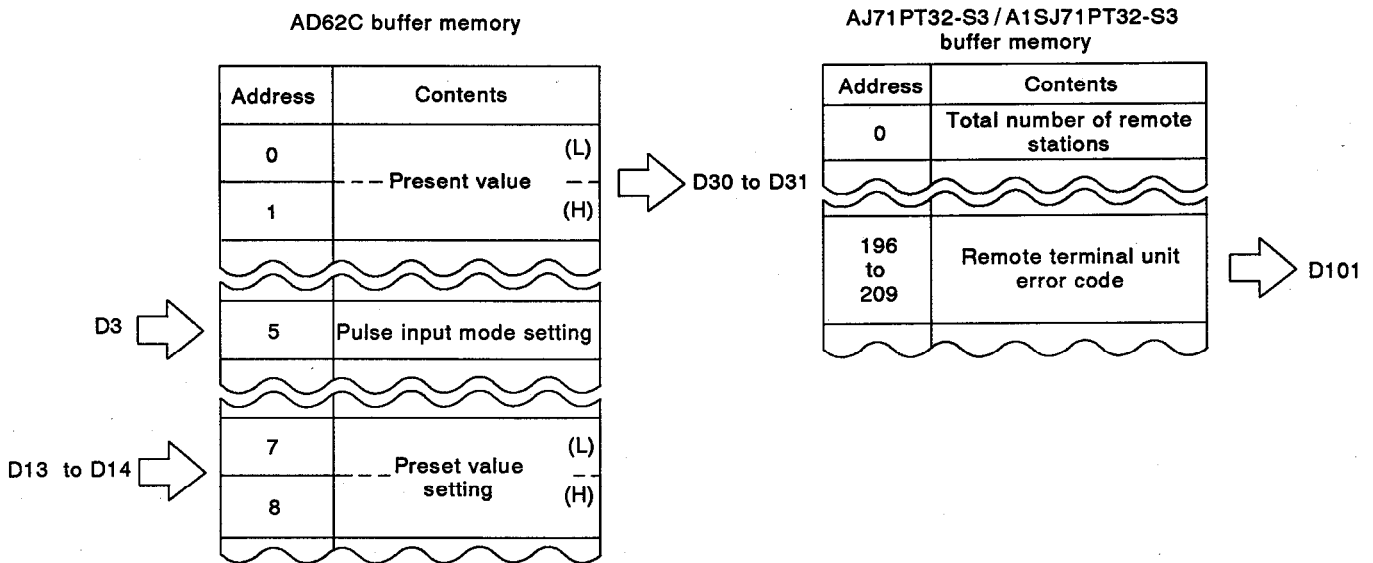 AD62C buffer memory
Address Contents
0 (L)
Present value
1 (H)
D30 to D31
D3
5 Pulse input mode setting
D13 to D14
7 (L)
Preset value
setting
8 (H)
AJ71PT32-S3 / A1SJ71PT32-S3
buffer memory
Address Contents
0 Total number of remote
stations
196
to
209
Remote terminal unit
error code
D101